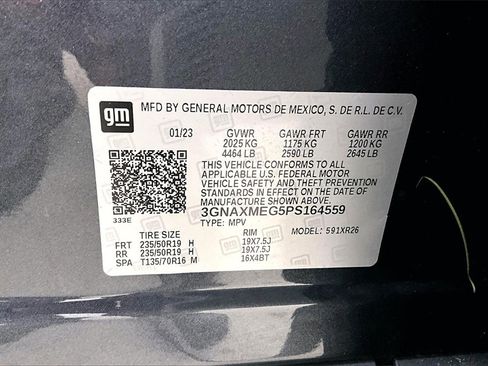 gm
MFD BY GENERAL MOTORS DE MEXICO, S. DE R.L. DE C.V.
01/23 GVWR GAWR FRT GAWR RR
2025 KG 1175 KG 1200 KG
4464 LB 2590 LB 2645 LB
THIS VEHICLE CONFORMS TO ALL
APPLICABLE U.S. FEDERAL MOTOR
VEHICLE SAFETY AND THEFT PREVENTION
STANDARDS IN EFFECT ON THE DATE OF
MANUFACTURE SHOWN ABOVE.
333E
3GNAXMEG5PS164559
TYPE: MPV
TIRE SIZE RIM MODEL: 591XR26
FRT 235/50R19 H 19X7.5J
RR 235/50R19 H 19X7.5J
SPA T135/70R16 M 16X4BT